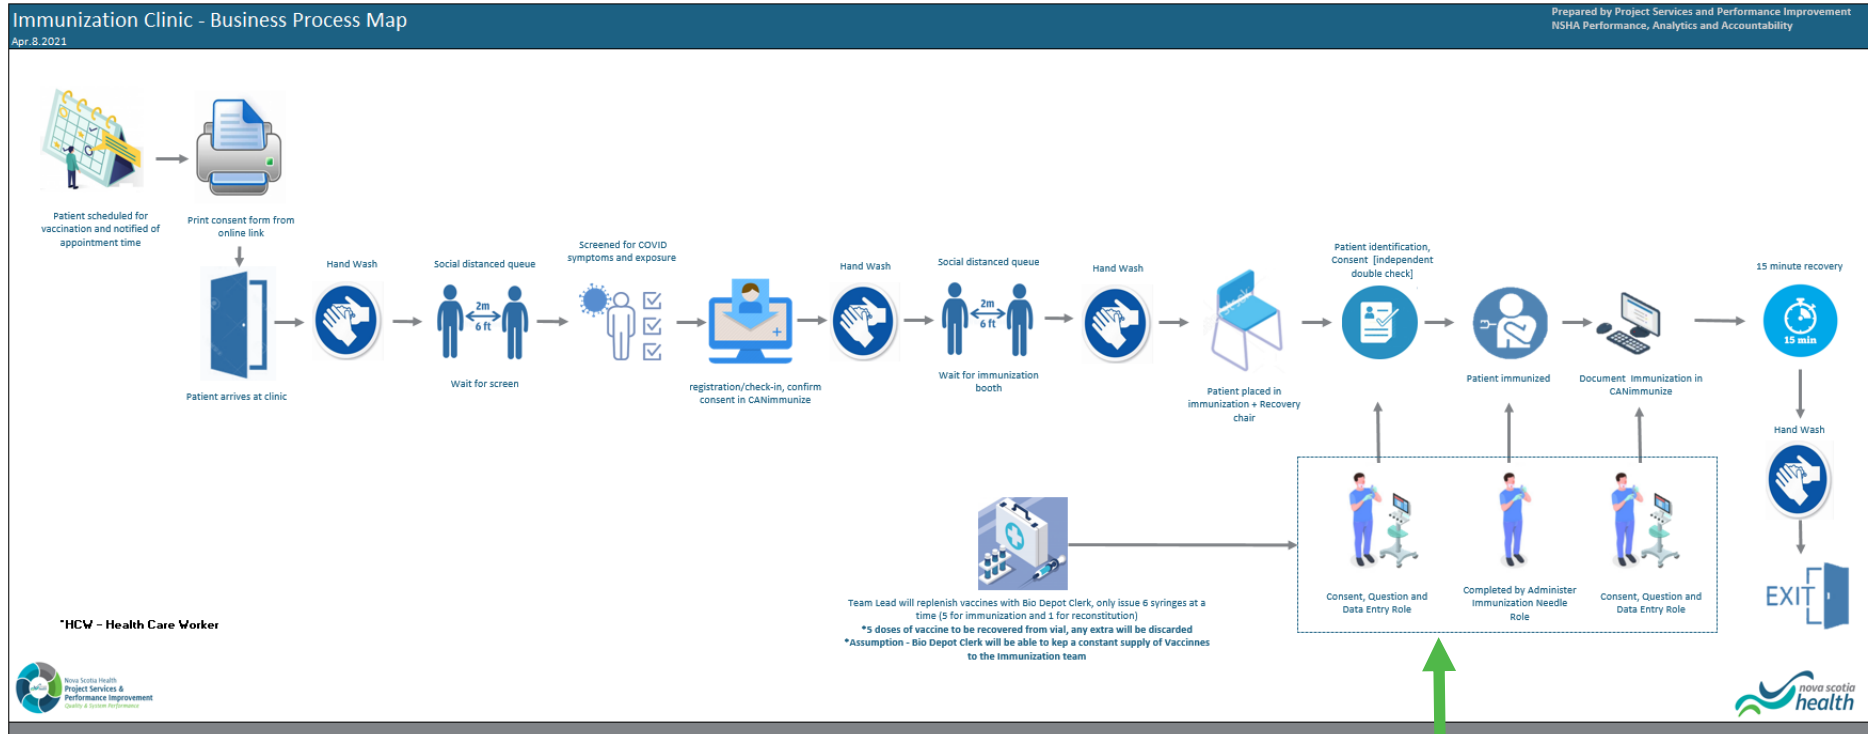 Immunization Clinic - Business Process Map
Apr.8.2021
Prepared by Project Services and Performance Improvement
NSHA Performance, Analytics and Accountability
Patient scheduled for
vaccination and notified of
appointment time
Print consent form from
online link
Patient arrives at clinic
Hand Wash
Social distanced queue
2m
6 ft
Wait for screen
Screened for COVID
symptoms and exposure
registration/check-in, confirm
consent in CANimmunize
Hand Wash
Social distanced queue
2m
6 ft
Wait for immunization
booth
Hand Wash
Patient placed in
immunization + Recovery
chair
Patient identification,
Consent [independent
double check]
Patient immunized
Document Immunization in
CANimmunize
15 minute recovery
15 min
Hand Wash
EXIT
Team Lead will replenish vaccines with Bio Depot Clerk, only issue 6 syringes at a
time (5 for immunization and 1 for reconstitution)
*5 doses of vaccine to be recovered from vial, any extra will be discarded
*Assumption - Bio Depot Clerk will be able to kep a constant supply of Vaccinnes
to the Immunization team
Consent, Question and
Data Entry Role
Completed by Administer
Immunization Needle
Role
Consent, Question and
Data Entry Role
*HCW - Health Care Worker
Nova Scotia Health
Project Services &
Performance Improvement
Quality & System Performance
nova scotia
health